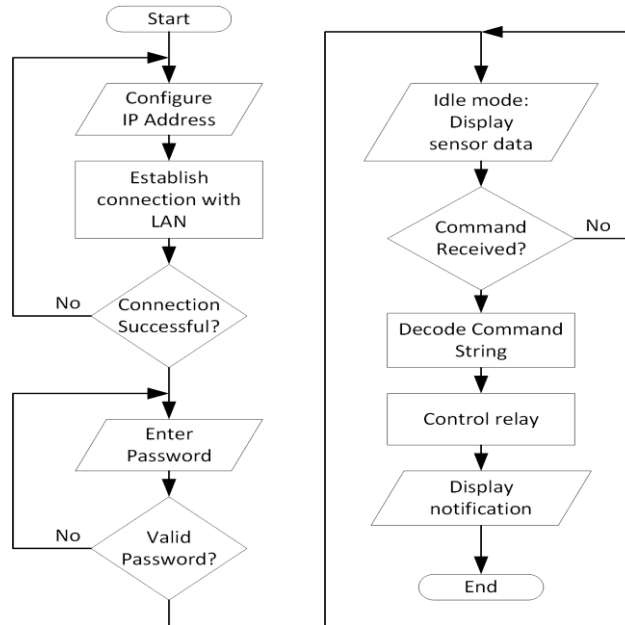 Start
Configure
IP Address
Establish
connection with
LAN
No
Connection
Successful?
Enter
Password
No
Valid
Password?
Idle mode:
Display
sensor data
Command
Received?
No
Decode Command
String
Control relay
Display
notification
End